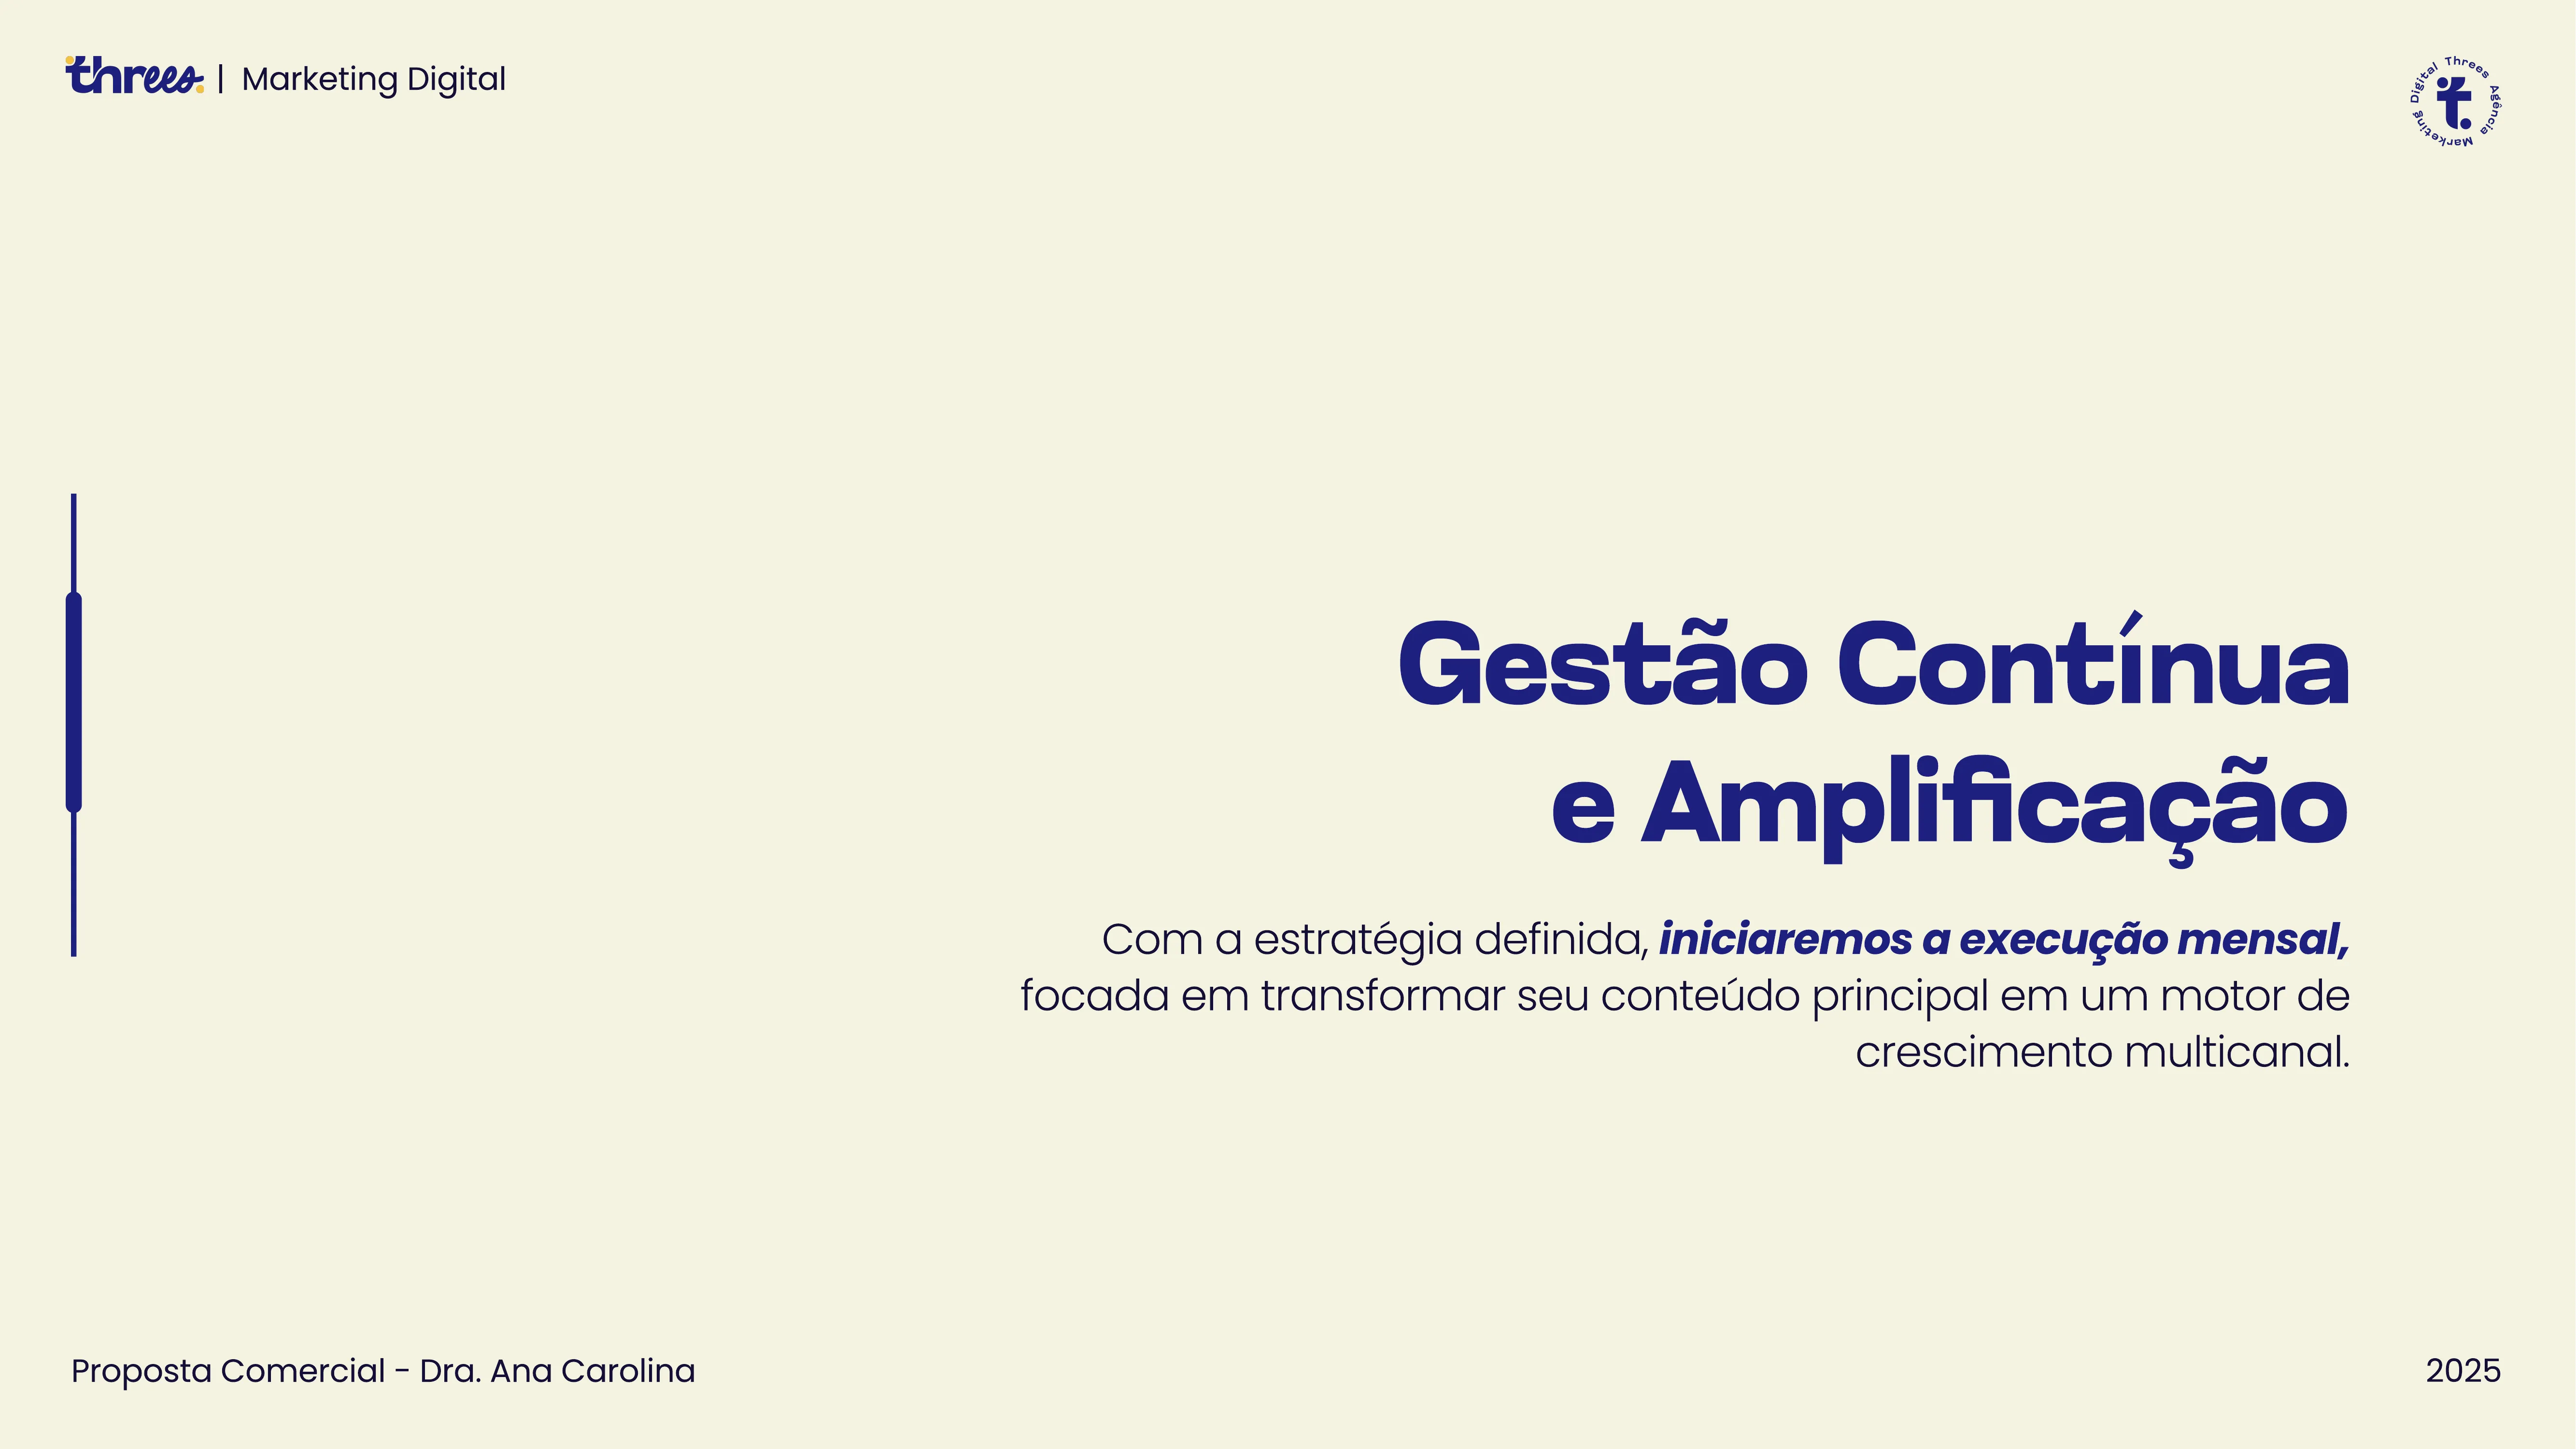 threes. | Marketing Digital
Threes Agência Marketing Digital
t.
Gestão Contínua
e Amplificação
Com a estratégia definida, iniciaremos a execução mensal,
focada em transformar seu conteúdo principal em um motor de
crescimento multicanal.
Proposta Comercial - Dra. Ana Carolina
2025